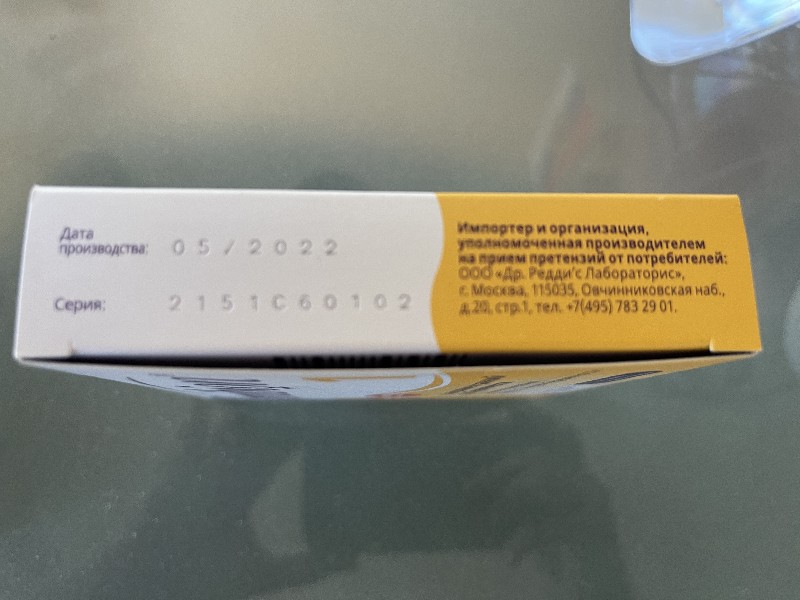 Дата
производства:
05/2022
Серия:
2151C60102
Импортер и организация,
уполномоченная производителем
на прием претензий от потребителей:
ООО «Др. Редди'с Лабораторис»,
г. Москва, 115035, Овчинниковская наб.,
д.20, стр.1, тел. +7(495) 783 29 01.